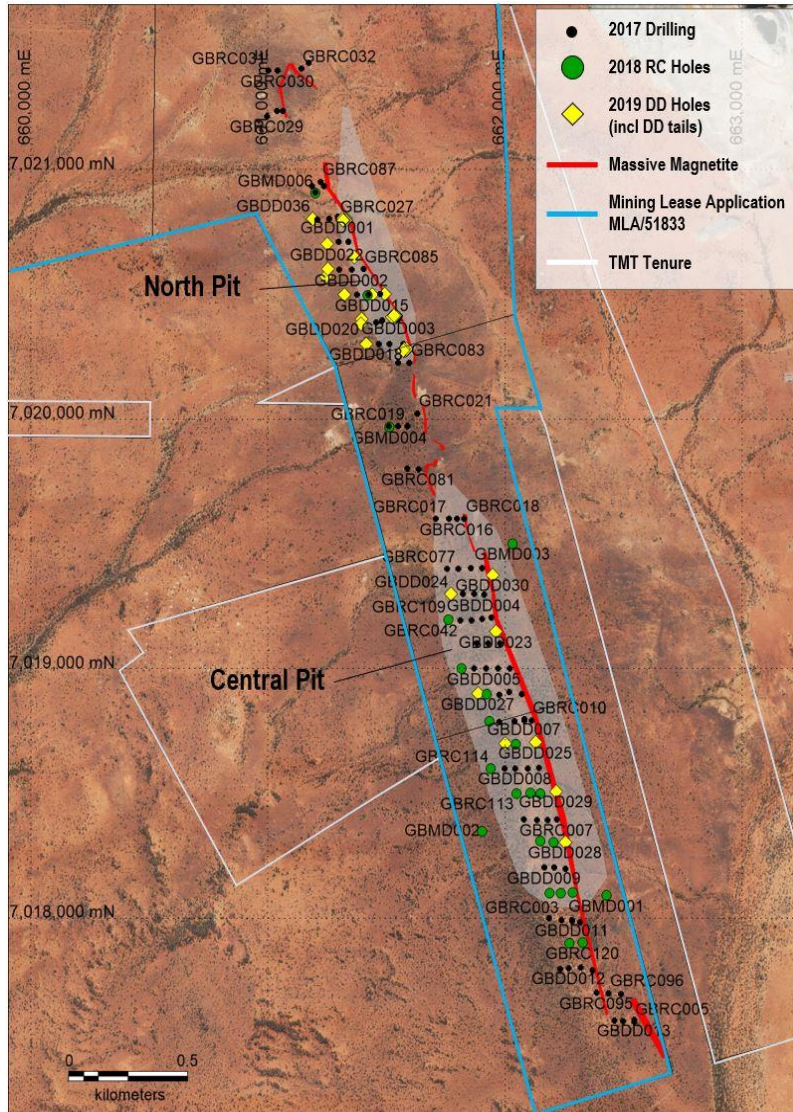 660,000 mE
661,000 mE
662,000 mE
663,000 mE
2017 Drilling
2018 RC Holes
2019 DD Holes
(incl DD tails)
Massive Magnetite
Mining Lease Application
MLA/51833
TMT Tenure
GBRC031
GBRC032
GBRC030
GBRC029
7,021,000 mN
GBRC087
GBMD006
GBDD036
GBRC027
GBDD001
GBDD022
GBRC085
GBDD002
North Pit
GBDD015
GBDD020
GBDD003
GBDD018
GBRC083
7,020,000 mN
GBRC021
GBRC019
GBMD004
GBRC081
GBRC017
GBRC018
GBRC016
GBRC077
GBMD003
GBDD024
GBDD030
GBRC109
GBDD004
GBRC042
GBDD023
7,019,000 mN
Central Pit
GBDD005
GBDD027
GBRC010
GBDD007
GBRC114
GBDD025
GBDD008
GBRC113
GBDD029
GBMD002
GBRC007
GBDD028
GBDD009
7,018,000 mN
GBRC003
GBMD001
GBDD011
GBRC120
GBDD012
GBRC096
GBRC095
GBRC005
GBDD013
0
0.5
kilometers